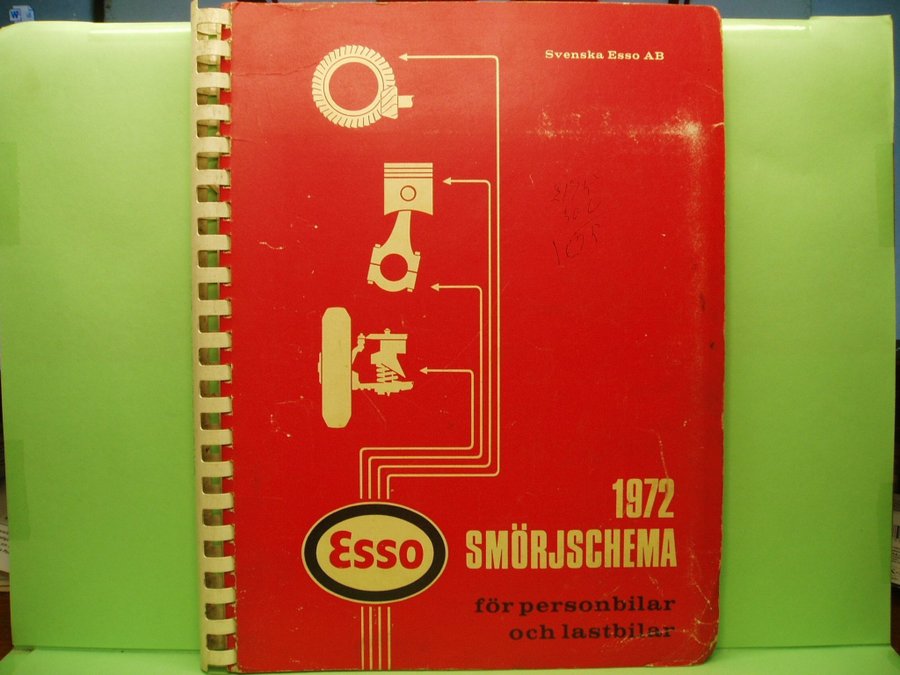 Svenska Esso AB
1972
SMÖRJSCHEMA
Esso
för personbilar
och lastbilar